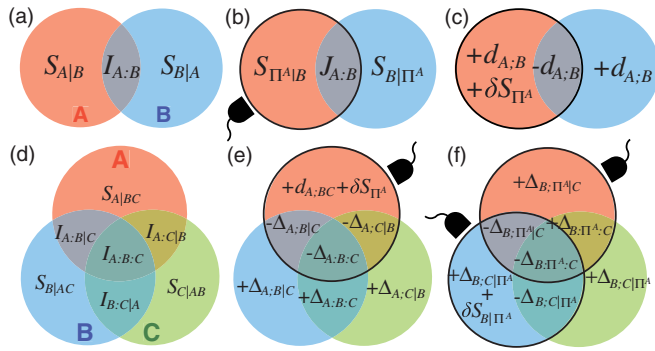 (a)
S_{A|B}
I_{A:B}
S_{B|A}
A
B
(b)
S_{Π^A|B}
J_{A:B}
S_{B|Π^A}
(c)
+d_{A;B}
+δS_{Π^A}
-d_{A;B}
+d_{A;B}
(d)
A
S_{A|BC}
I_{A:B|C}
I_{A:C|B}
I_{A:B:C}
S_{B|AC}
I_{B:C|A}
S_{C|AB}
B
C
(e)
+d_{A;BC}+δS_{Π^A}
-Δ_{A;B|C}
-Δ_{A;C|B}
-Δ_{A:B:C}
+Δ_{A;B|C}
+Δ_{A:B:C}
+Δ_{A;C|B}
(f)
+Δ_{B;Π^A|C}
-Δ_{B;Π^A|C}
+Δ_{B:Π^A:C}
-Δ_{B:Π^A:C}
+Δ_{B;C|Π^A}
+
δS_{B|Π^A}
-Δ_{B;C|Π^A}
+Δ_{B;C|Π^A}